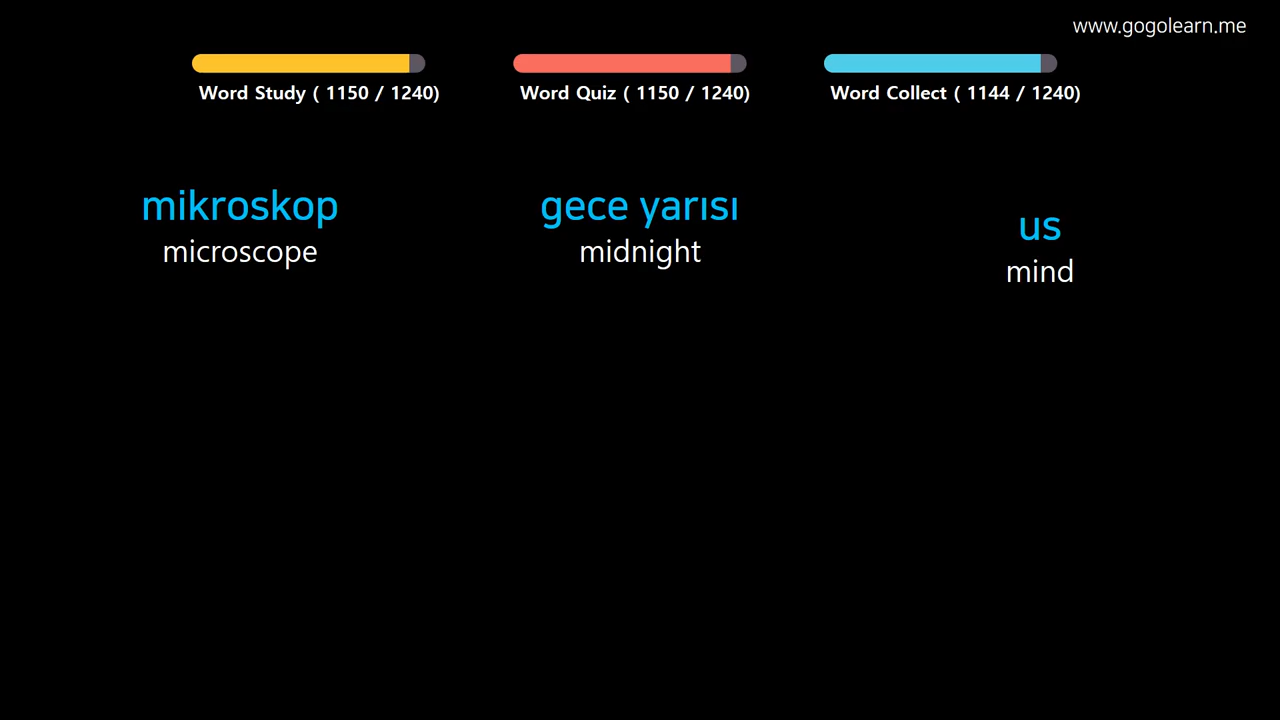 www.gogolearn.me
Word Study ( 1150 / 1240)
Word Quiz ( 1150 / 1240)
Word Collect ( 1144 / 1240)
mikroskop
microscope
gece yarısı
midnight
us
mind